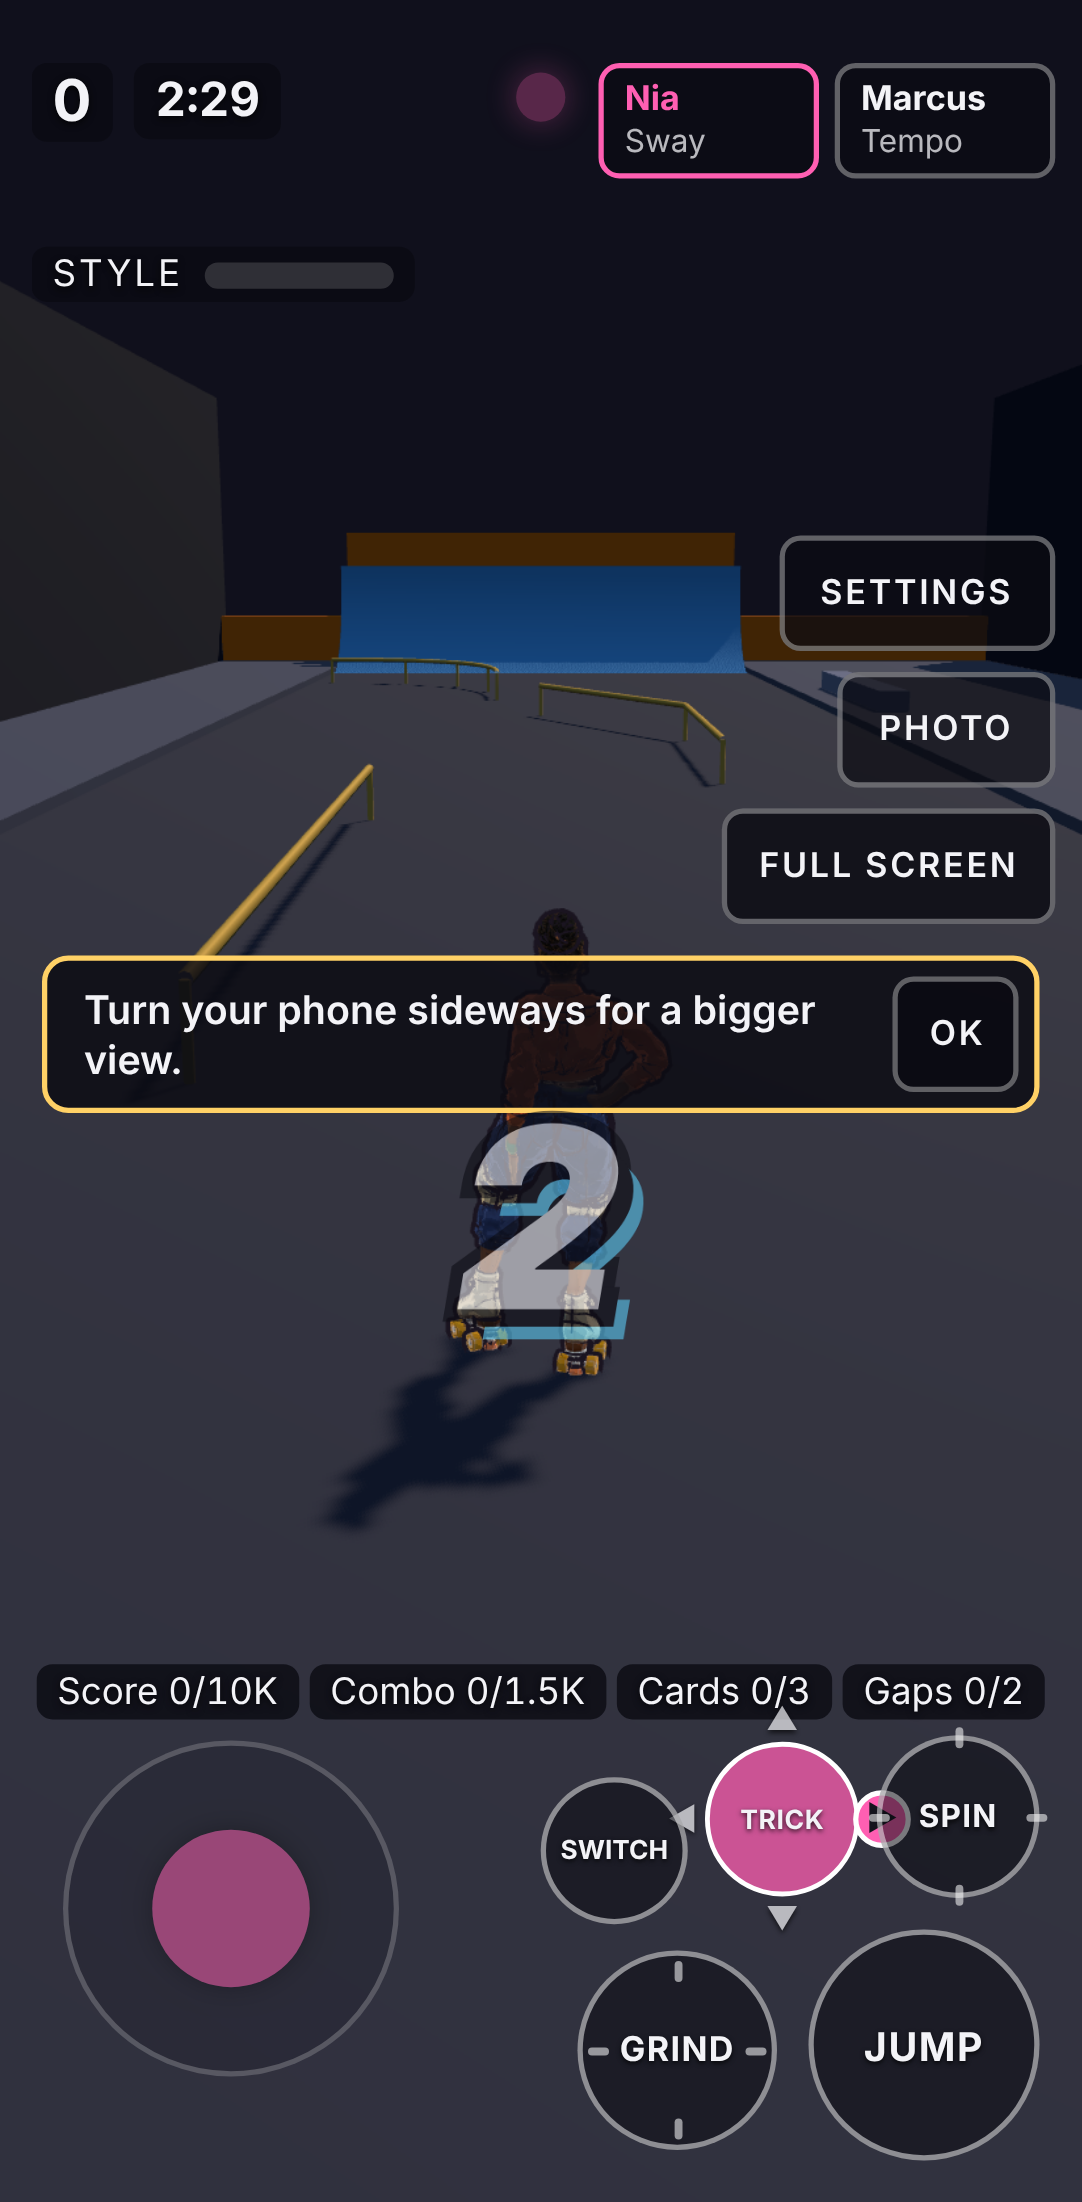 0
2:29
Nia
Sway
Marcus
Tempo
STYLE
SETTINGS
PHOTO
FULL SCREEN
Turn your phone sideways for a bigger
view.
OK
2
Score 0/10K
Combo 0/1.5K
Cards 0/3
Gaps 0/2
SWITCH
TRICK
SPIN
GRIND
JUMP